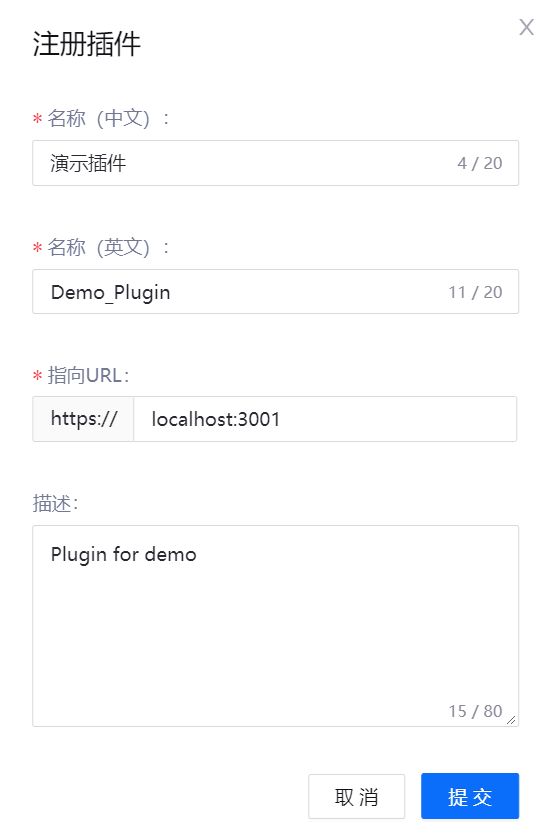 注册插件
X
* 名称（中文）:
演示插件 4 / 20
* 名称（英文）:
Demo_Plugin 11 / 20
* 指向URL:
https:// localhost:3001
描述:
Plugin for demo
15 / 80
取 消 提 交